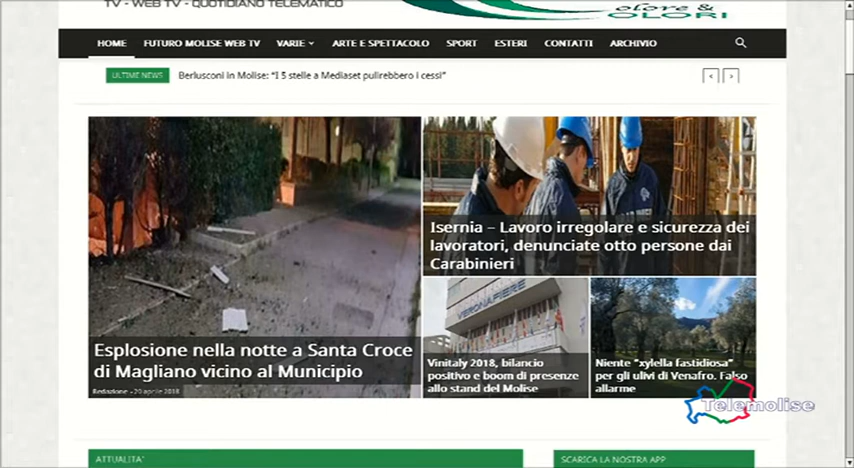 TV - WEB TV - QUOTIDIANO TELEMATICO
olore &
OLORI
HOME FUTURO MOLISE WEB TV VARIE ARTE E SPETTACOLO SPORT ESTERI CONTATTI ARCHIVIO
ULTIME NEWS Berlusconi in Molise: "I 5 stelle a Mediaset pulirebbero i cessi"
Isernia – Lavoro irregolare e sicurezza dei
lavoratori, denunciate otto persone dai
Carabinieri
VERONAFIERE
Esplosione nella notte a Santa Croce
di Magliano vicino al Municipio
Redazione - 20 aprile 2018
Vinitaly 2018, bilancio
positivo e boom di presenze
allo stand del Molise
Niente "xylella fastidiosa"
per gli ulivi di Venafro. Falso
allarme
Telemolise
ATTUALITA'
SCARICA LA NOSTRA APP